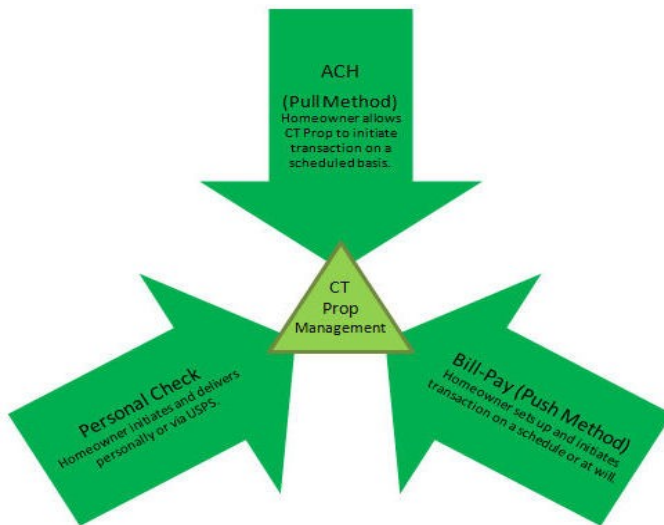 ACH
(Pull Method)
Homeowner allows
CT Prop to initiate
transaction on a
scheduled basis.
CT
Prop
Management
Personal Check
Homeowner initiates and delivers
personally or via USPS.
Bill-Pay (Push Method)
Homeowner sets up and initiates
transaction on a schedule or at will.